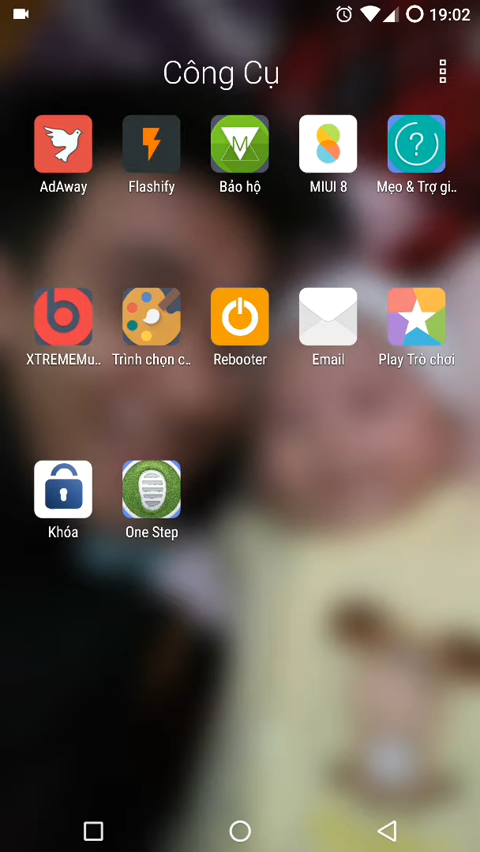 19:02
Công Cụ
AdAway
Flashify
Bảo hộ
MIUI 8
Mẹo & Trợ gi..
XTREMEMu..
Trình chọn c..
Rebooter
Email
Play Trò chơi
Khóa
One Step